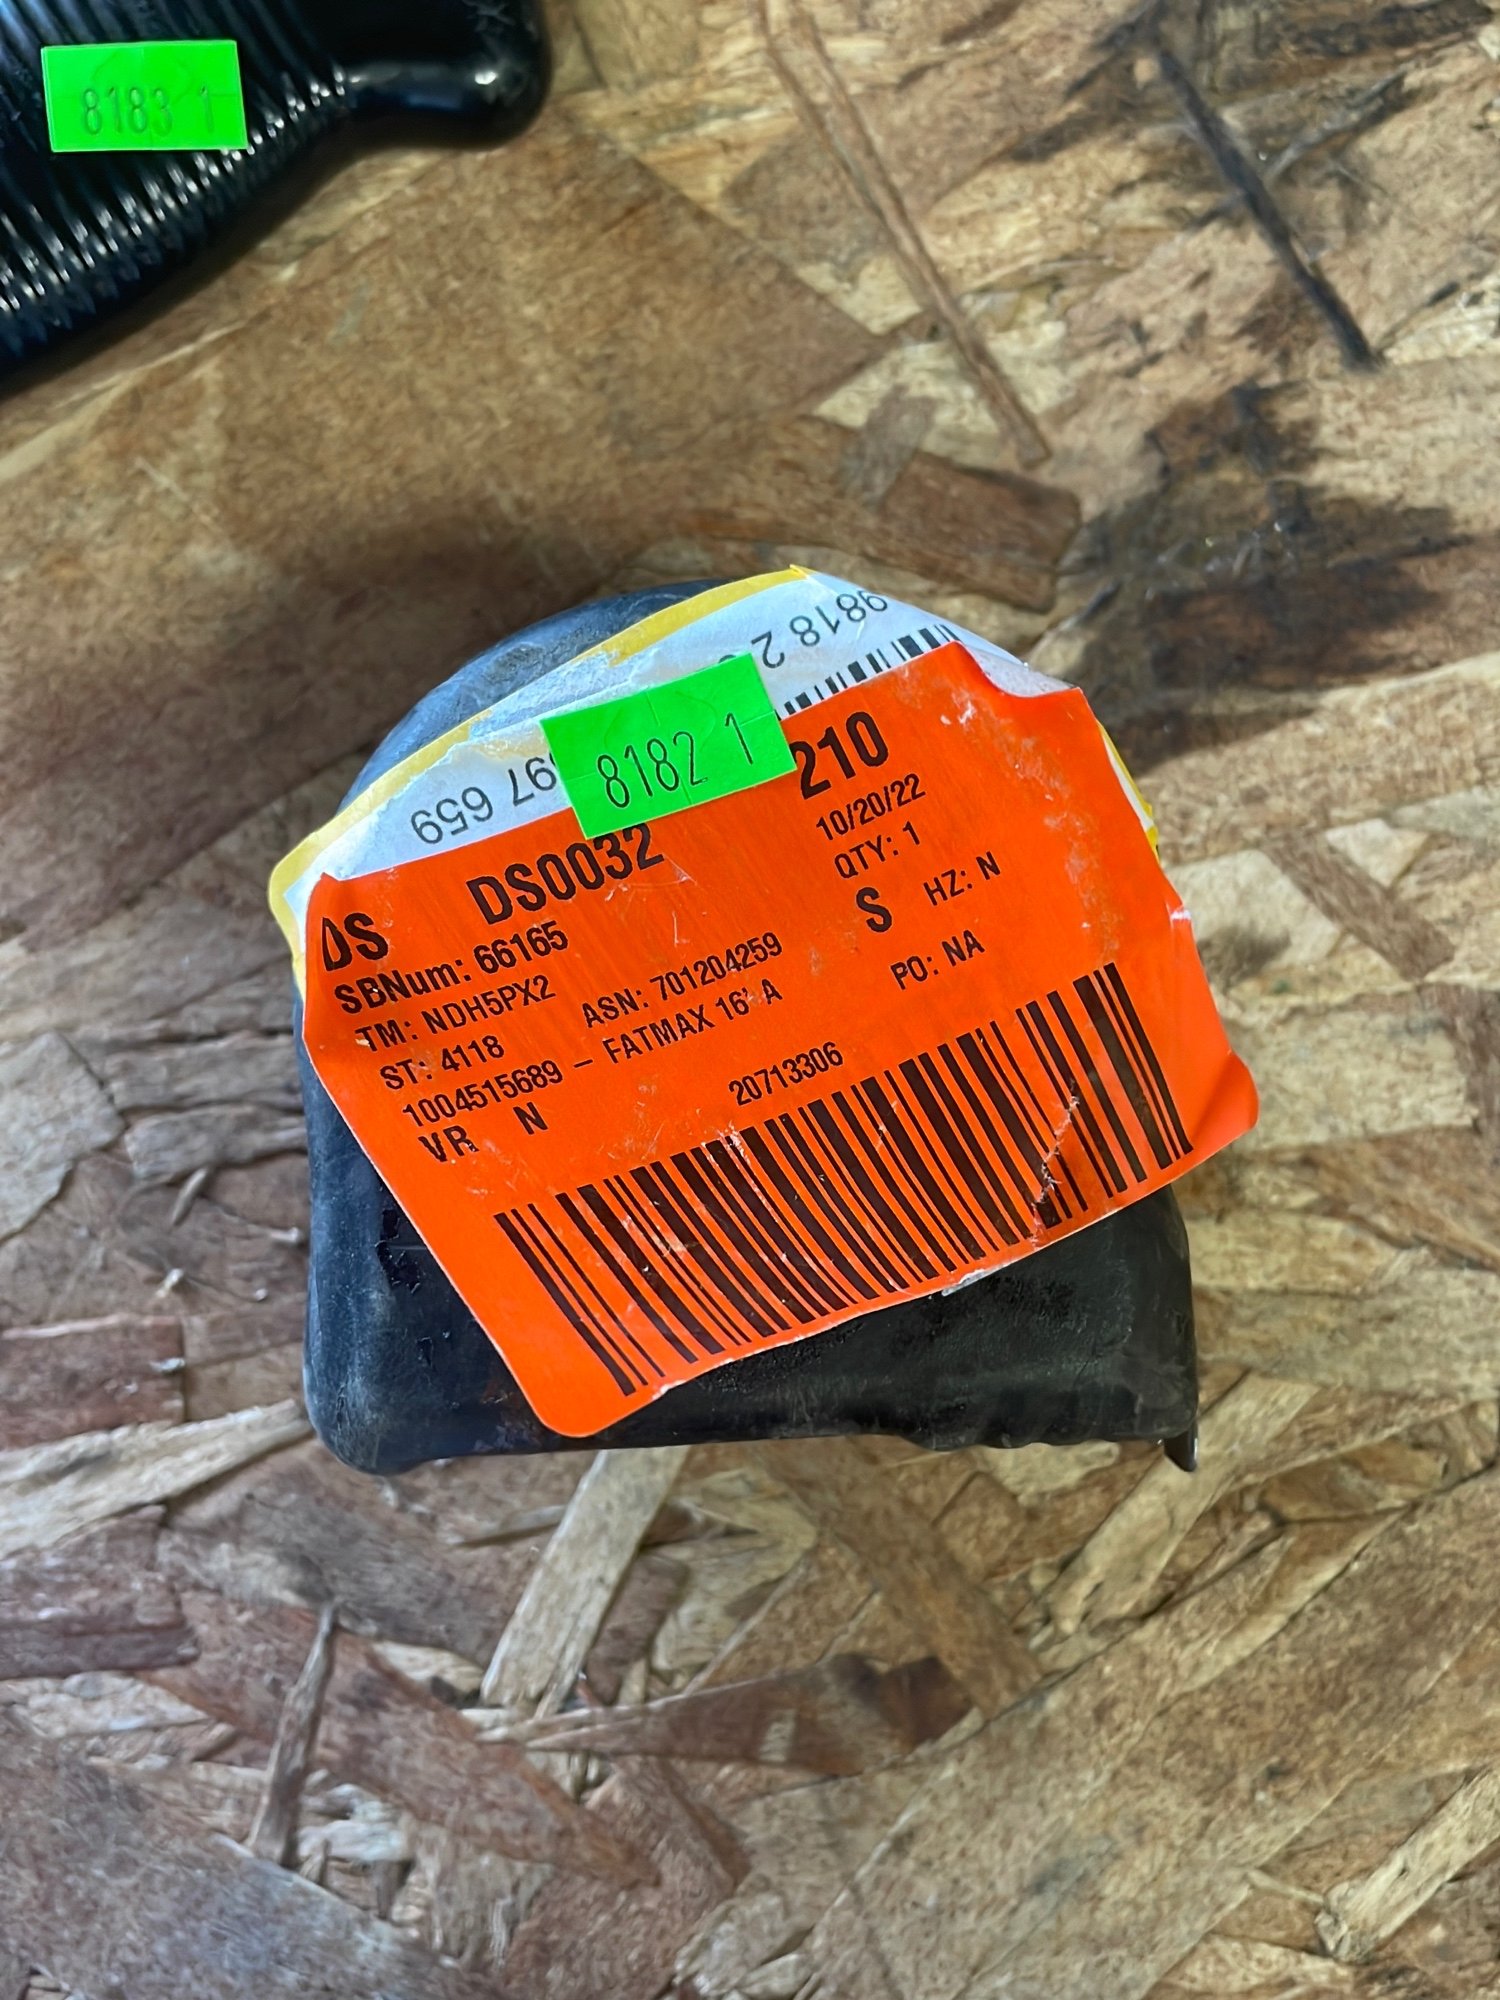 8183 1
9818 2
97 659
8182 1
210
DS DS0032
10/20/22
SBNum: 66165
QTY: 1
TM: NDH5PX2 ASN: 701204259
S HZ: N
ST: 4118
PO: NA
1004515689 – FATMAX 16' A
VR N
20713306